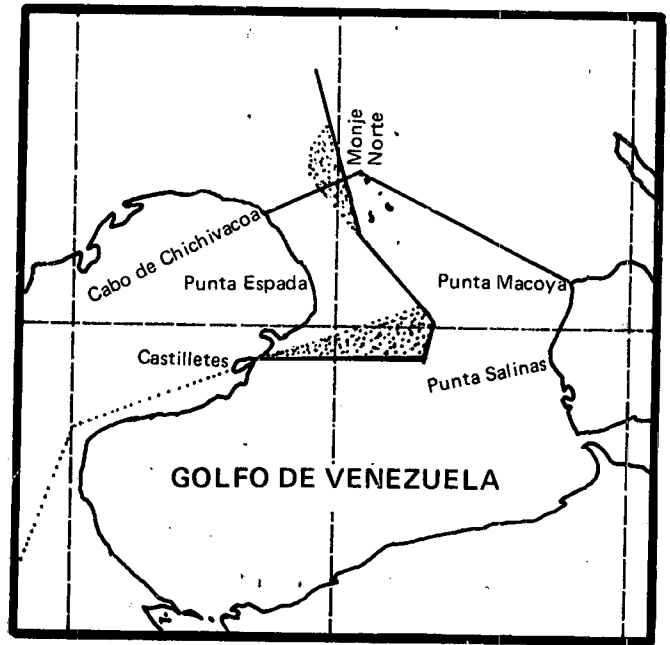 Monje
Norte
Cabo de Chichivacoa
Punta Espada
Punta Macoya
Castilletes
Punta Salinas
GOLFO DE VENEZUELA